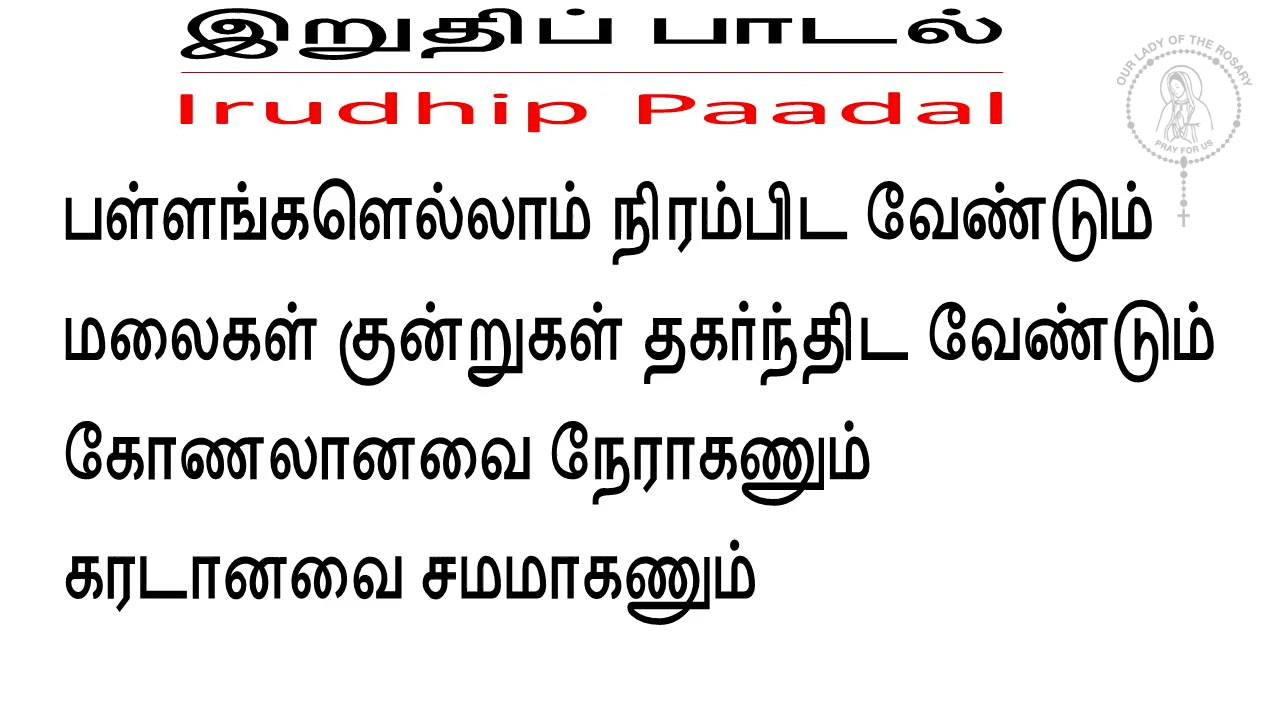 இறுதிப் பாடல்
Irudhip Paadal
OUR LADY OF THE ROSARY
PRAY FOR US
பள்ளங்களெல்லாம் நிரம்பிட வேண்டும்
மலைகள் குன்றுகள் தகர்ந்திட வேண்டும்
கோணலானவை நேராகணும்
கரடானவை சமமாகணும்